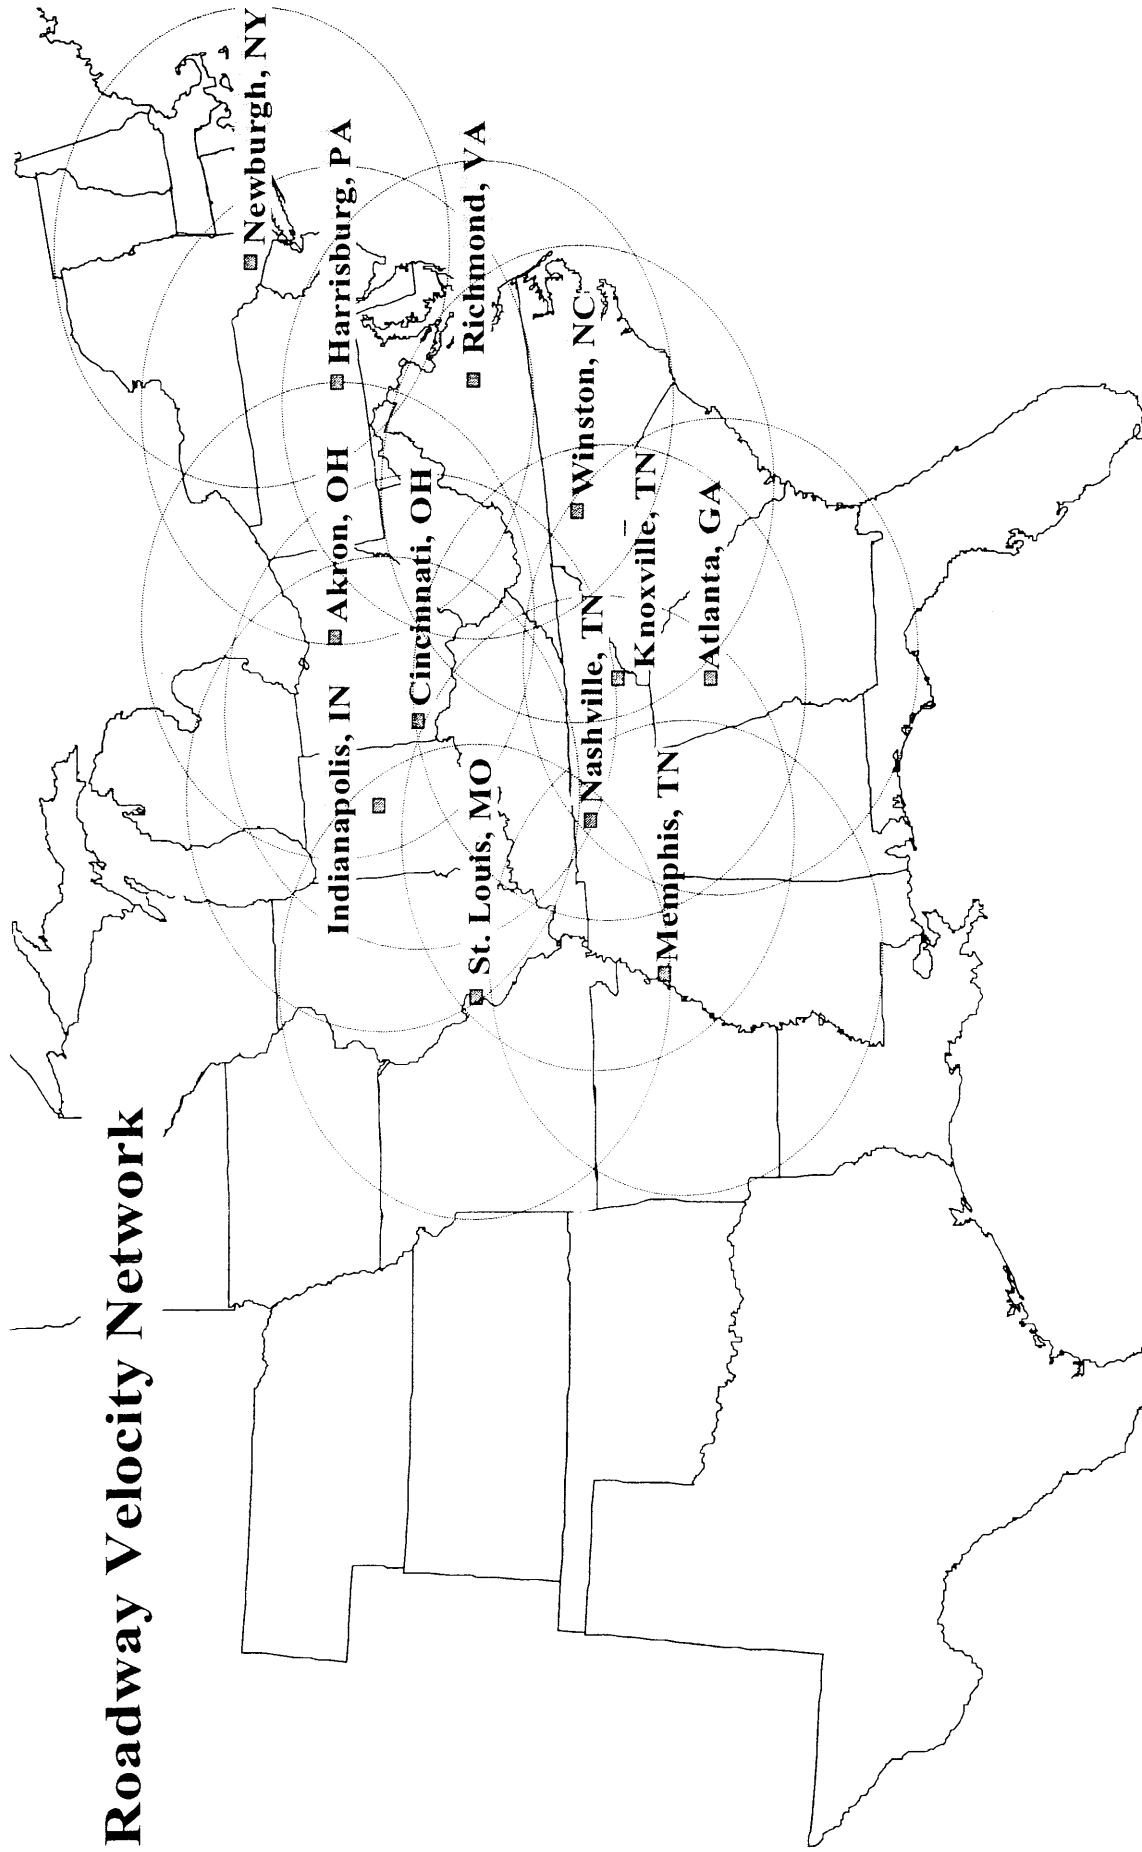 Roadway Velocity Network
Newburgh, NY
Harrisburg, PA
Akron, OH
Indianapolis, IN
Cincinnati, OH
Richmond, VA
St. Louis, MO
Winston, NC
Nashville, TN
Knoxville, TN
Memphis, TN
Atlanta, GA